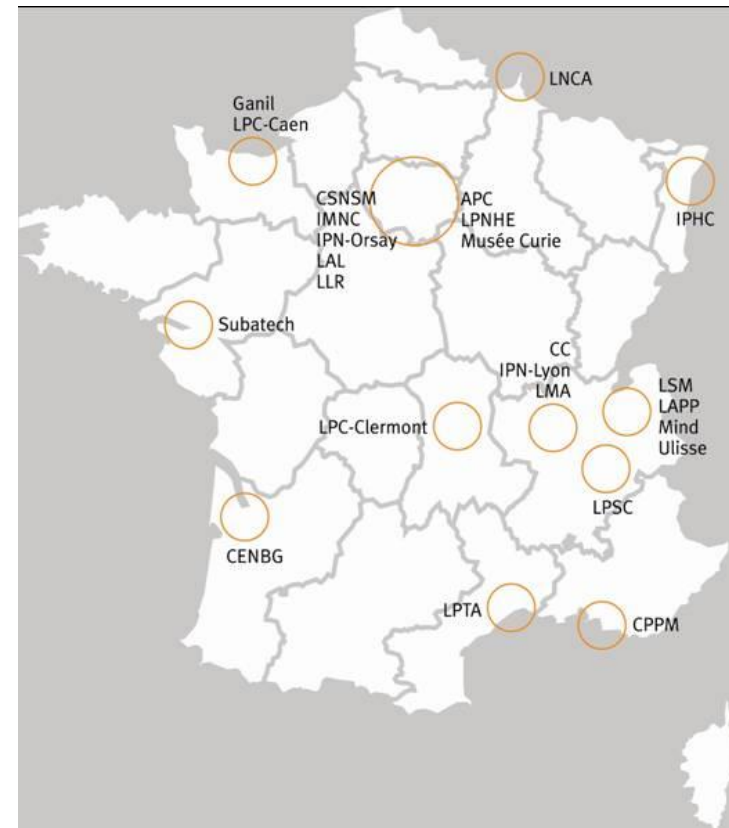 LNCA
Ganil
LPC-Caen
CSNSM
IMNC
IPN-Orsay
LAL
LLR
APC
LPNHE
Musée Curie
IPHC
Subatech
CC
IPN-Lyon
LMA
LSM
LAPP
Mind
Ulisse
LPC-Clermont
LPSC
CENBG
LPTA
CPPM